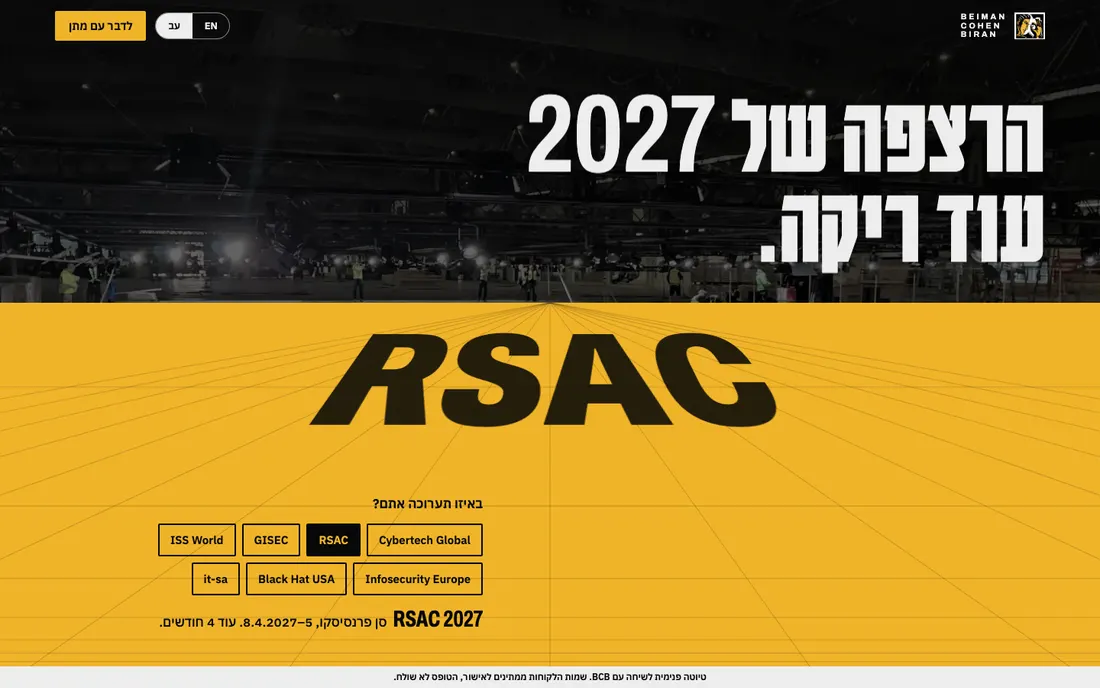 BEIMAN
COHEN
BIRAN
EN
עב
לדבר עם מתן
הרצפה של 2027
עוד ריקה.
RSAC
באיזו תערוכה אתם?
Cybertech Global
RSAC
GISEC
ISS World
Infosecurity Europe
Black Hat USA
it-sa
RSAC 2027 סן פרנסיסקו, 5–8.4.2027. עוד 4 חודשים.
טיוטה פנימית לשיחה עם BCB. שמות הלקוחות ממתינים לאישור, הטופס לא שולח.